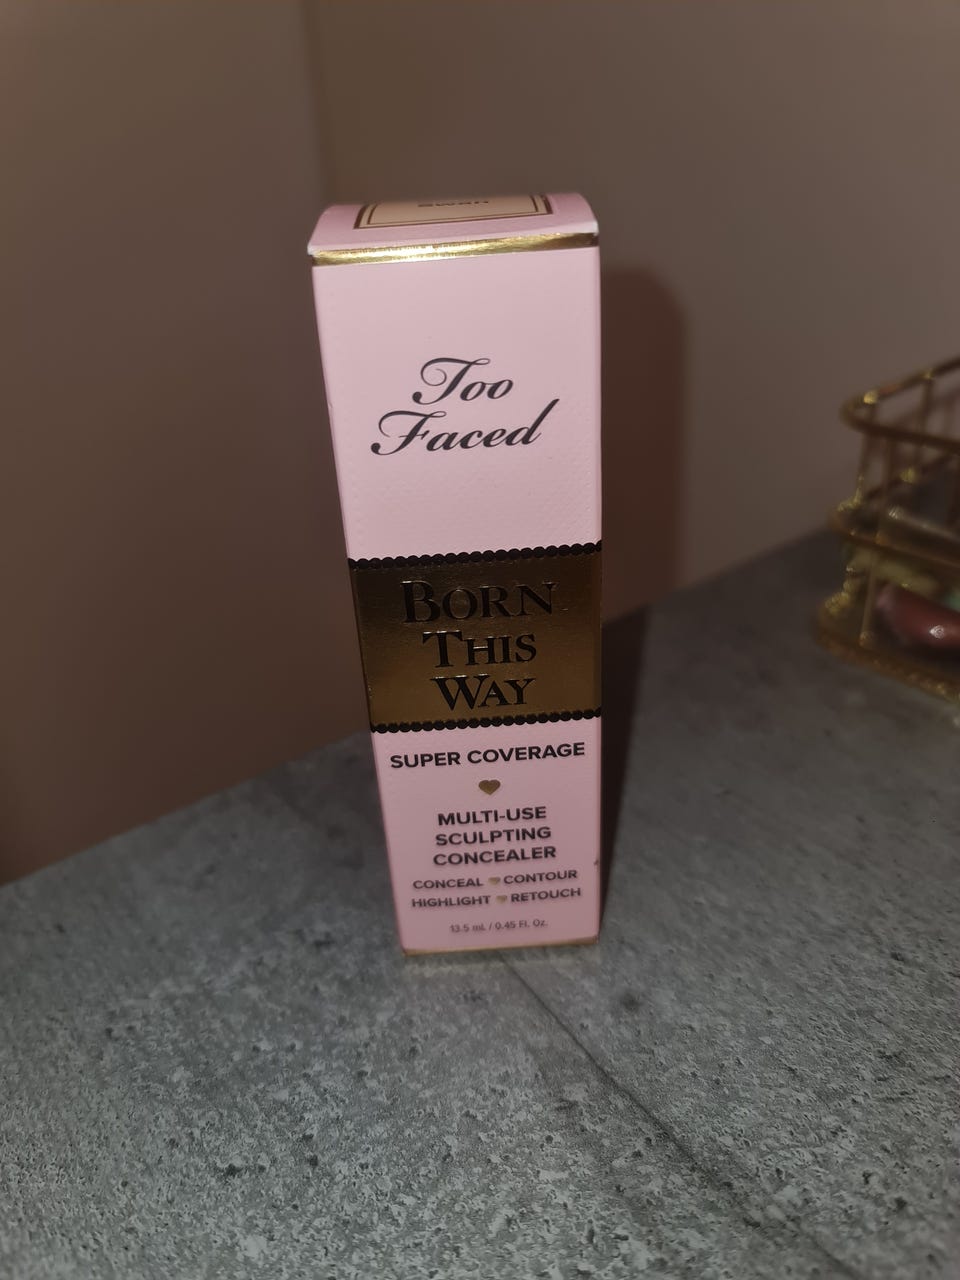 Swan
Too
Faced
BORN
THIS
WAY
SUPER COVERAGE
MULTI-USE
SCULPTING
CONCEALER
CONCEAL CONTOUR
HIGHLIGHT RETOUCH
13.5 mL / 0.45 Fl. Oz.